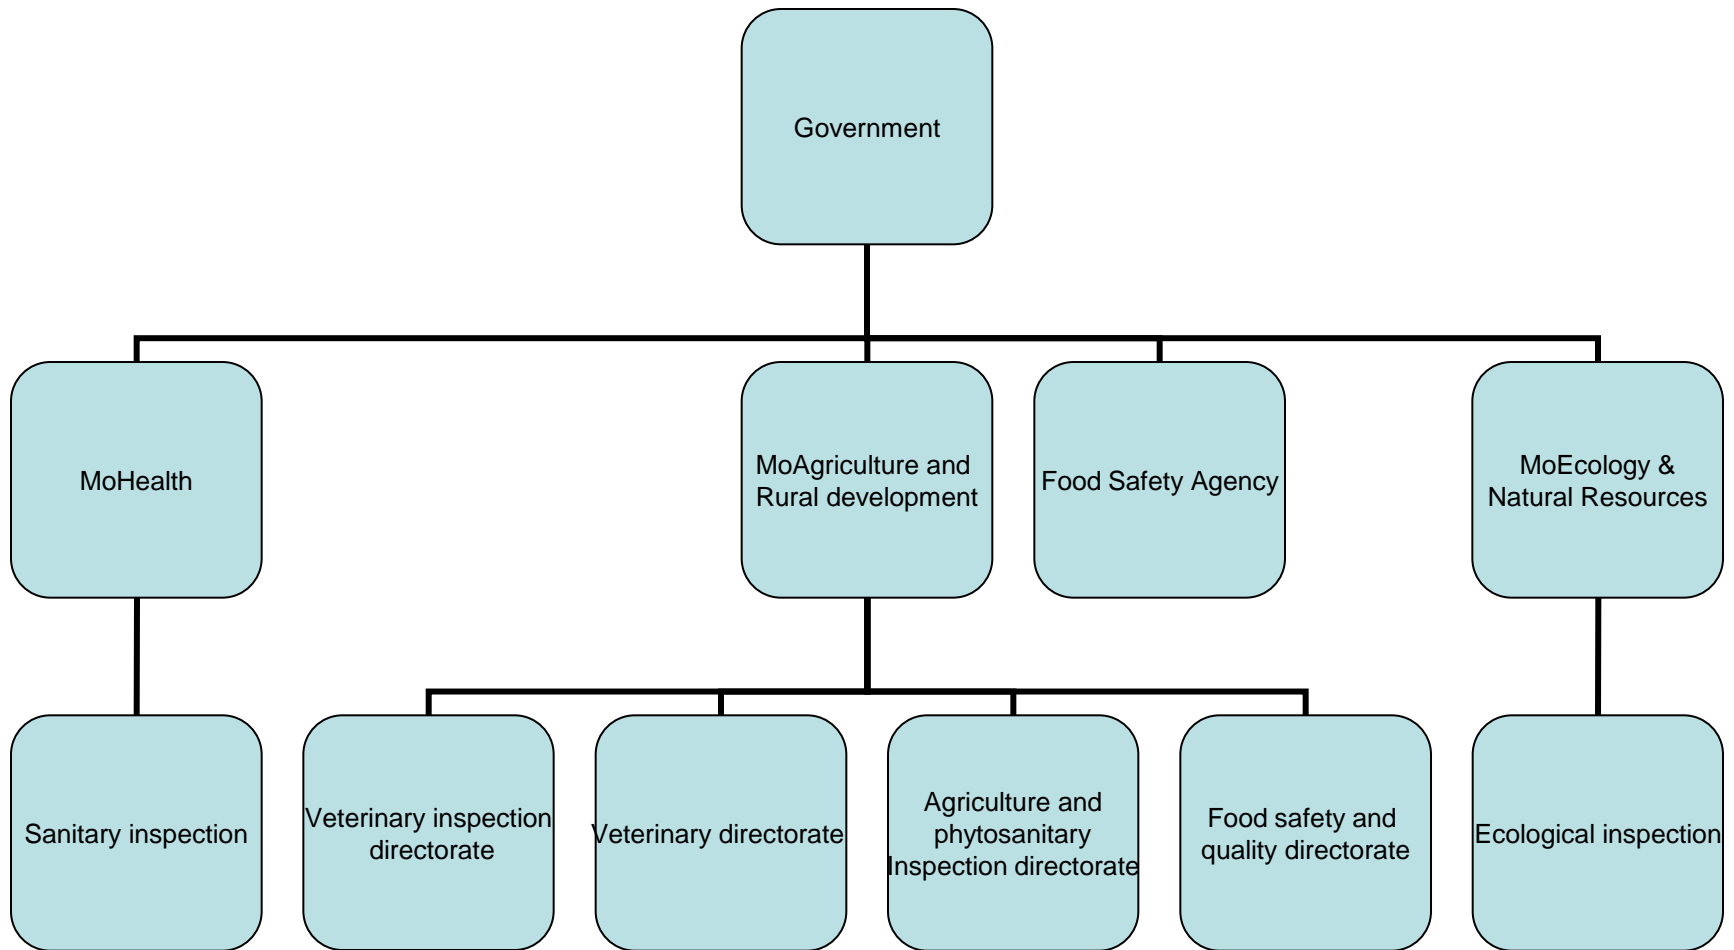 Government
MoHealth
MoAgriculture and
Rural development
Food Safety Agency
MoEcology &
Natural Resources
Sanitary inspection
Veterinary inspection
directorate
Veterinary directorate
Agriculture and
phytosanitary
Inspection directorate
Food safety and
quality directorate
Ecological inspection